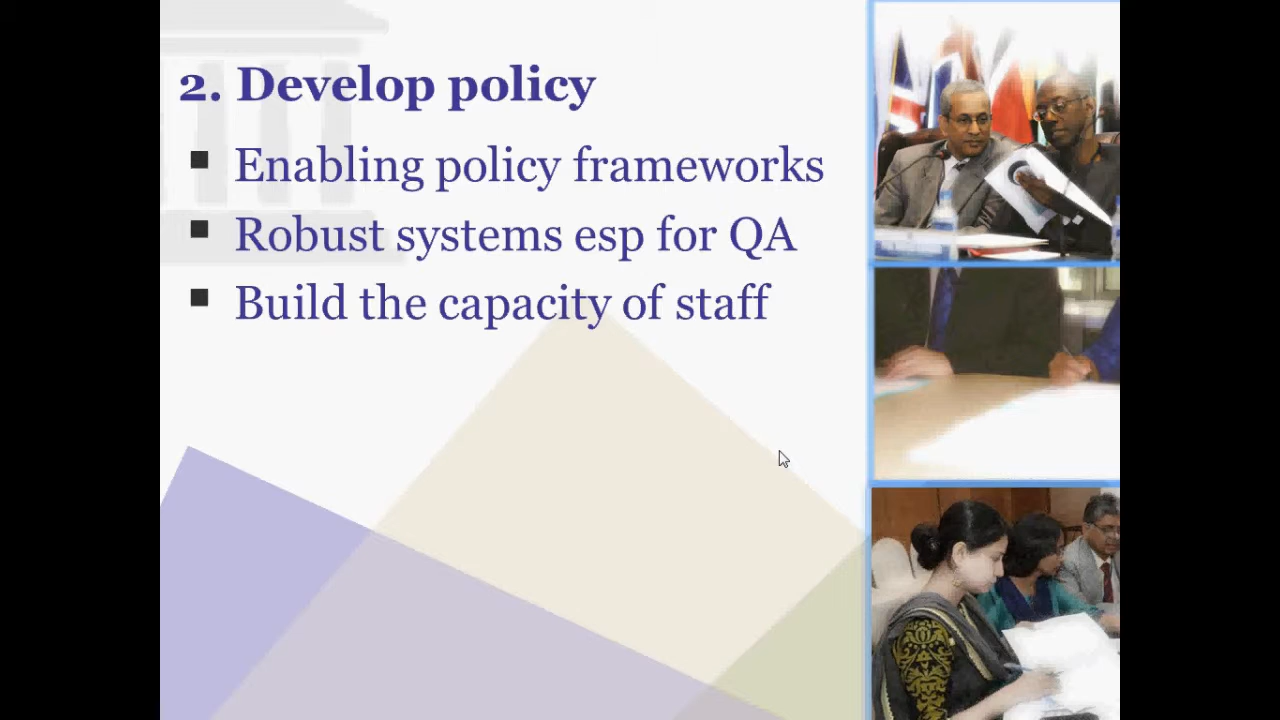 2. Develop policy
Enabling policy frameworks
Robust systems esp for QA
Build the capacity of staff